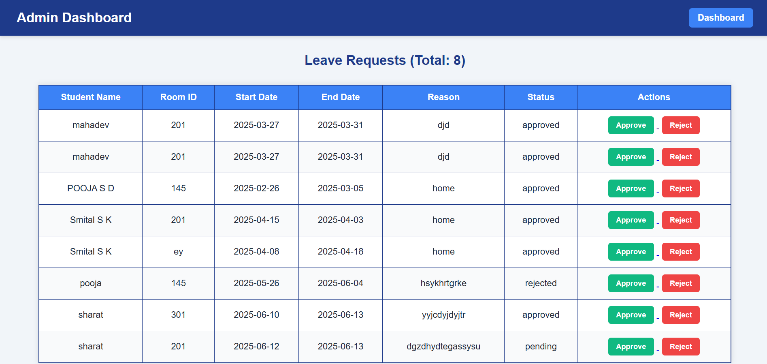 Admin Dashboard Dashboard
Leave Requests (Total: 8)
Student Name Room ID Start Date End Date Reason Status Actions
mahadev 201 2025-03-27 2025-03-31 djd approved Approve - Reject
mahadev 201 2025-03-27 2025-03-31 djd approved Approve - Reject
POOJA S D 145 2025-02-26 2025-03-05 home approved Approve - Reject
Smital S K 201 2025-04-15 2025-04-03 home approved Approve - Reject
Smital S K ey 2025-04-08 2025-04-18 home approved Approve - Reject
pooja 145 2025-05-26 2025-06-04 hsykhrtgrke rejected Approve - Reject
sharat 301 2025-06-10 2025-06-13 yyjcdyjdyjtr approved Approve - Reject
sharat 201 2025-06-12 2025-06-13 dgzdhydtegassysu pending Approve - Reject